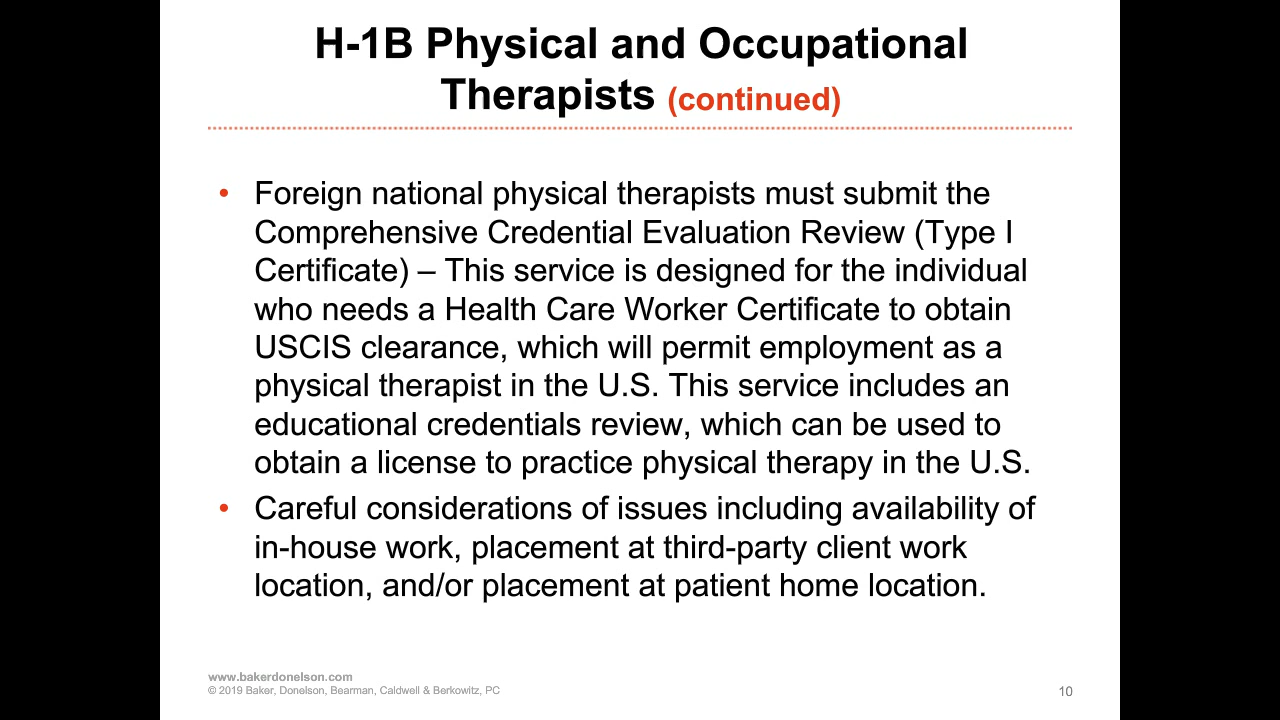 H-1B Physical and Occupational
Therapists (continued)
• Foreign national physical therapists must submit the
Comprehensive Credential Evaluation Review (Type I
Certificate) – This service is designed for the individual
who needs a Health Care Worker Certificate to obtain
USCIS clearance, which will permit employment as a
physical therapist in the U.S. This service includes an
educational credentials review, which can be used to
obtain a license to practice physical therapy in the U.S.
• Careful considerations of issues including availability of
in-house work, placement at third-party client work
location, and/or placement at patient home location.
www.bakerdonelson.com
© 2019 Baker, Donelson, Bearman, Caldwell & Berkowitz, PC
10